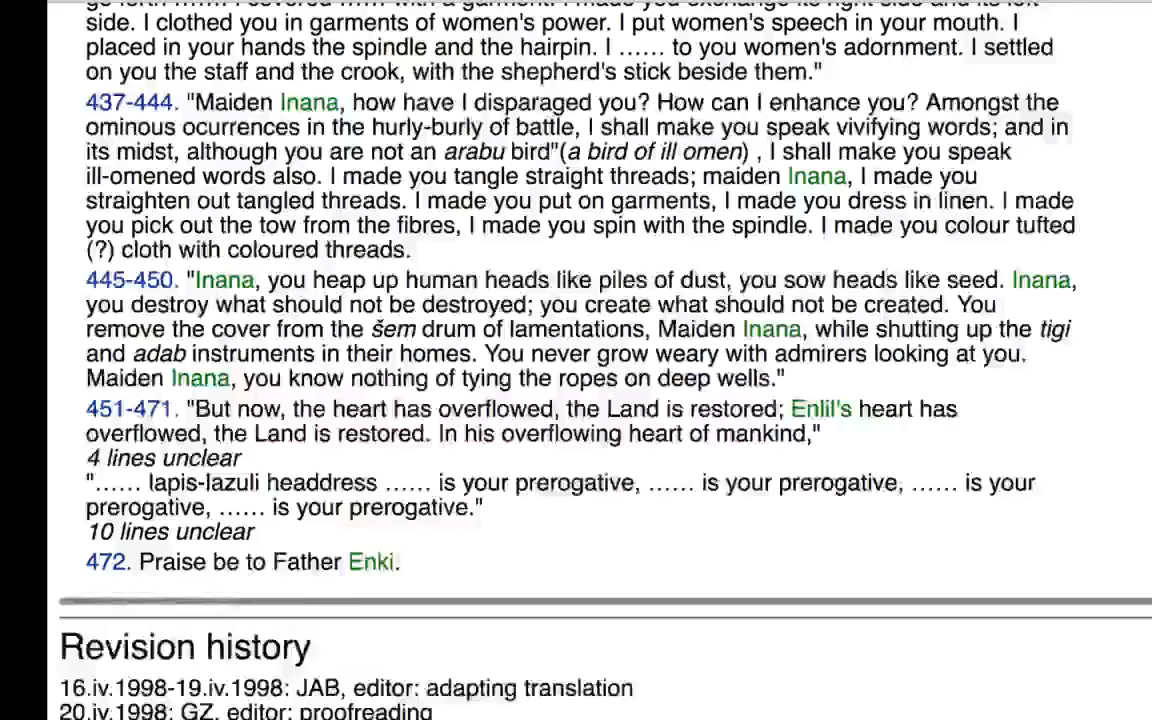 side. I clothed you in garments of women's power. I put women's speech in your mouth. I
placed in your hands the spindle and the hairpin. I ...... to you women's adornment. I settled
on you the staff and the crook, with the shepherd's stick beside them."
437-444. "Maiden Inana, how have I disparaged you? How can I enhance you? Amongst the
ominous ocurrences in the hurly-burly of battle, I shall make you speak vivifying words; and in
its midst, although you are not an arabu bird"(a bird of ill omen) , I shall make you speak
ill-omened words also. I made you tangle straight threads; maiden Inana, I made you
straighten out tangled threads. I made you put on garments, I made you dress in linen. I made
you pick out the tow from the fibres, I made you spin with the spindle. I made you colour tufted
(?) cloth with coloured threads.
445-450. "Inana, you heap up human heads like piles of dust, you sow heads like seed. Inana,
you destroy what should not be destroyed; you create what should not be created. You
remove the cover from the šem drum of lamentations, Maiden Inana, while shutting up the tigi
and adab instruments in their homes. You never grow weary with admirers looking at you.
Maiden Inana, you know nothing of tying the ropes on deep wells."
451-471. "But now, the heart has overflowed, the Land is restored; Enlil's heart has
overflowed, the Land is restored. In his overflowing heart of mankind,"
4 lines unclear
"...... lapis-lazuli headdress ...... is your prerogative, ...... is your prerogative, ...... is your
prerogative, ...... is your prerogative."
10 lines unclear
472. Praise be to Father Enki.
Revision history
16.iv.1998-19.iv.1998: JAB, editor: adapting translation
20.iv.1998: GZ, editor: proofreading